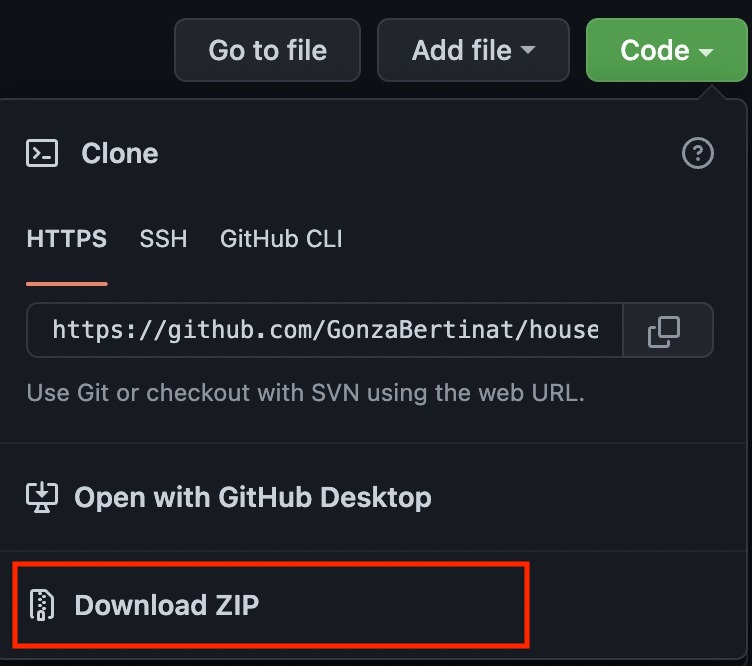 Go to file Add file Code
Clone
HTTPS SSH GitHub CLI
https://github.com/GonzaBertinat/house
Use Git or checkout with SVN using the web URL.
Open with GitHub Desktop
Download ZIP